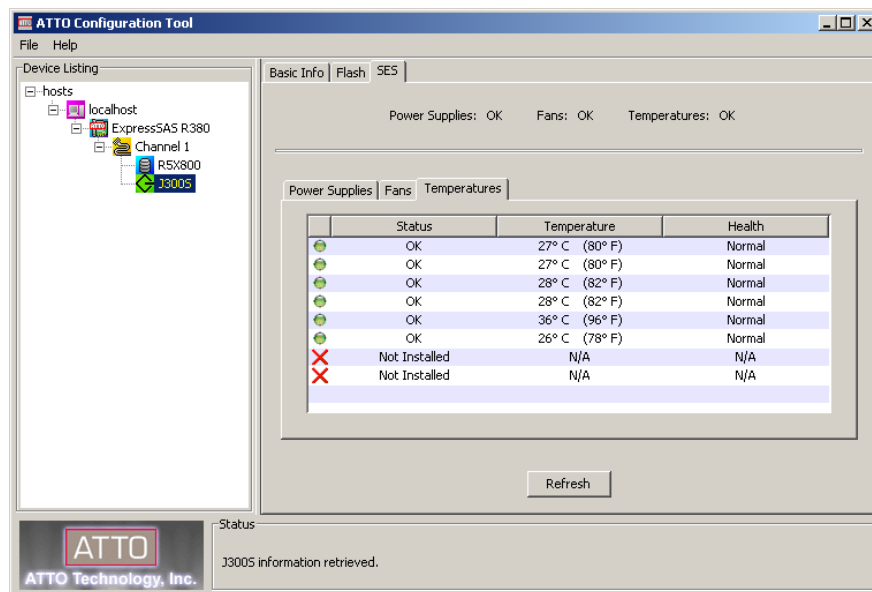 ATTO Configuration Tool
File Help
Device Listing
hosts
localhost
ExpressSAS R380
Channel 1
R5X800
J300S
Basic Info Flash SES
Power Supplies: OK Fans: OK Temperatures: OK
Power Supplies Fans Temperatures
Status Temperature Health
OK 27° C (80° F) Normal
OK 27° C (80° F) Normal
OK 28° C (82° F) Normal
OK 28° C (82° F) Normal
OK 36° C (96° F) Normal
OK 26° C (78° F) Normal
Not Installed N/A N/A
Not Installed N/A N/A
Refresh
ATTO
ATTO Technology, Inc.
Status
J300S information retrieved.